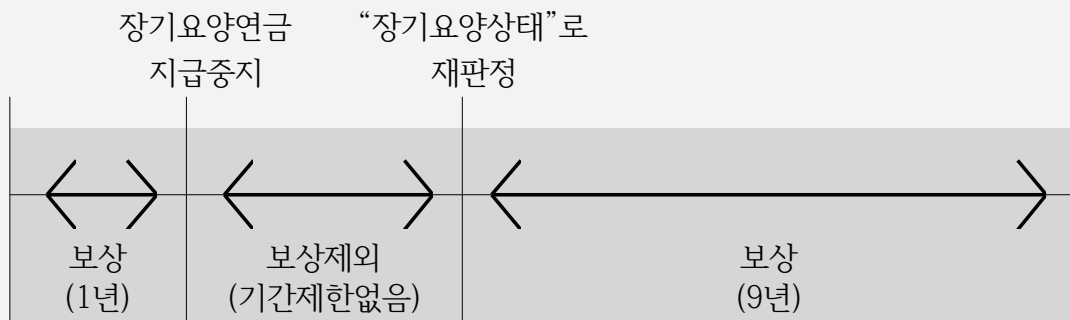 장기요양연금
지급중지
“장기요양상태”로
재판정
보상
(1년)
보상제외
(기간제한없음)
보상
(9년)